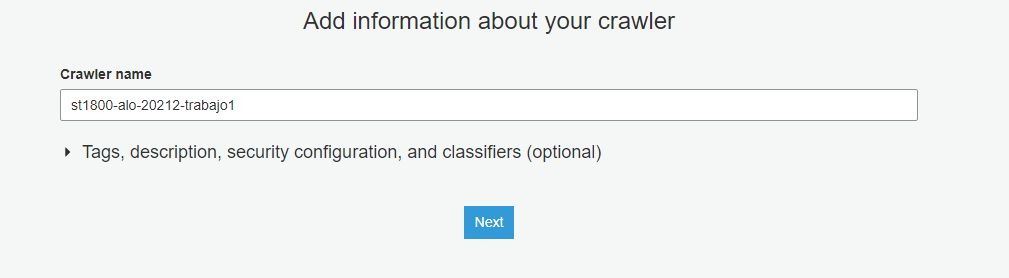 Add information about your crawler
Crawler name
st1800-alo-20212-trabajo1
Tags, description, security configuration, and classifiers (optional)
Next